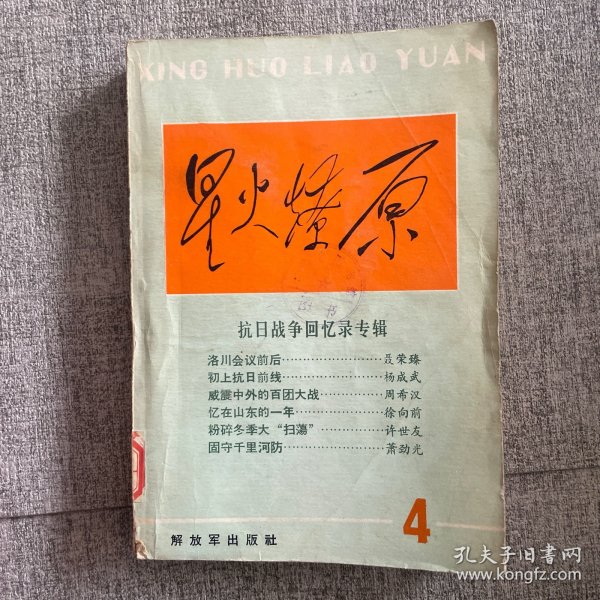 XING HUO LIAO YUAN
星火燎原
抗日战争回忆录专辑
洛川会议前后……………………聂荣臻
初上抗日前线……………………杨成武
威震中外的百团大战…………周希汉
忆在山东的一年………………徐向前
粉碎冬季大“扫荡”……………许世友
固守千里河防……………………萧劲光
4
解放军出版社
孔夫子旧书网
www.kongfz.com